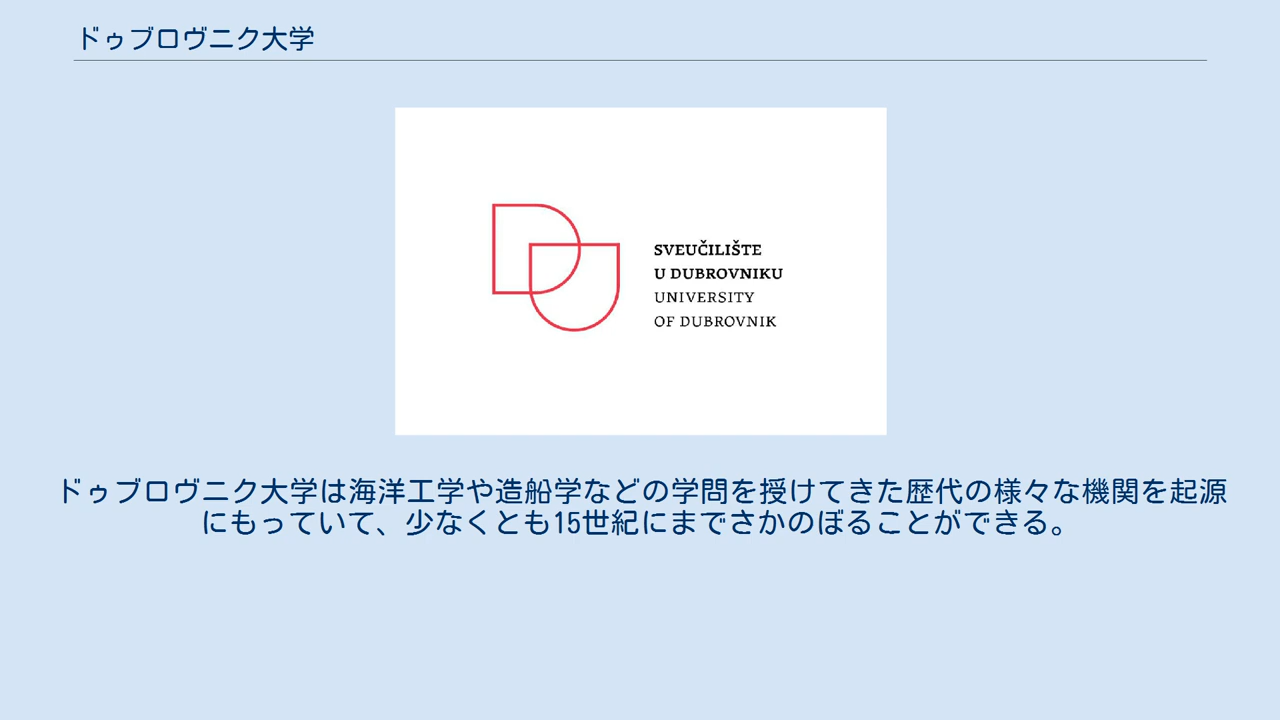 ドゥブロヴニク大学
SVEUČILIŠTE
U DUBROVNIKU
UNIVERSITY
OF DUBROVNIK
ドゥブロヴニク大学は海洋工学や造船学などの学問を授けてきた歴代の様々な機関を起源
にもっていて、少なくとも15世紀にまでさかのぼることができる。